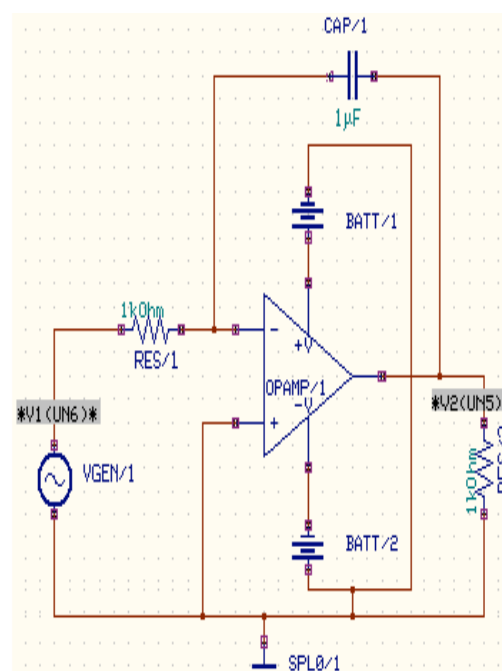 CAP/1
1µF
BATT/1
1kOhm
RES/1
-
+V
OPAMP/1
-V
+
*V1(UN6)*
*V2(UN5)
VGEN/1
1kOhm
BATT/2
SPL0/1